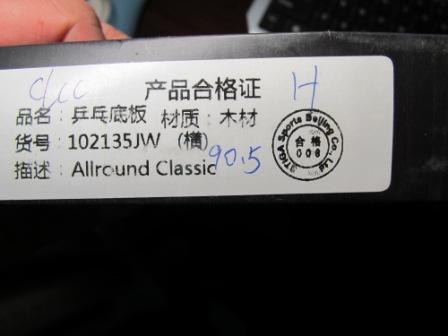 产品合格证 H
品名：乒乓底板 材质：木材
货号：102135JW （横）
描述：Allround Classic 90.5
STIGA Sports Beijing Co., Ltd
合格
006